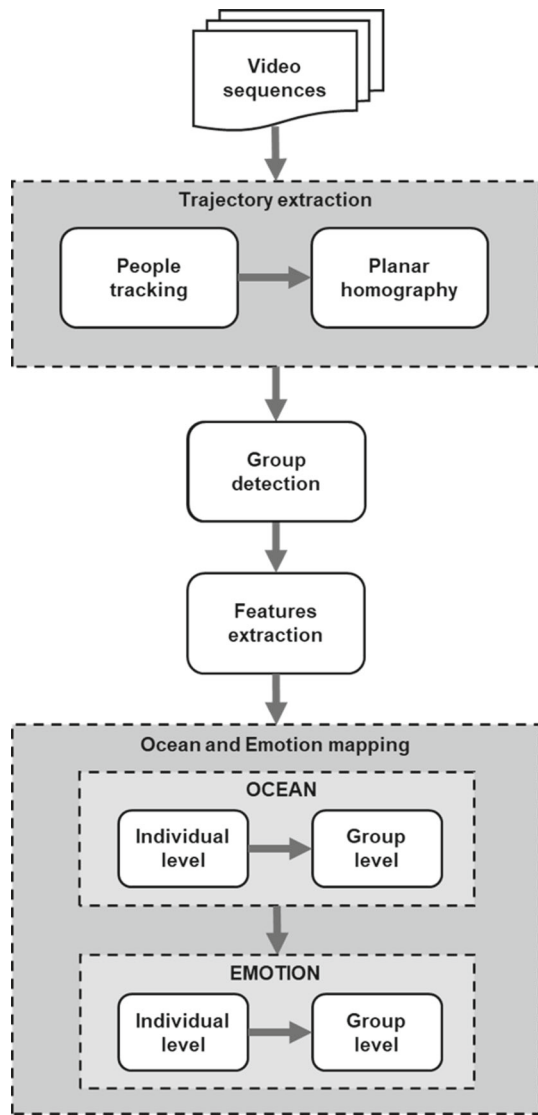 Video
sequences
Trajectory extraction
People
tracking
Planar
homography
Group
detection
Features
extraction
Ocean and Emotion mapping
OCEAN
Individual
level
Group
level
EMOTION
Individual
level
Group
level